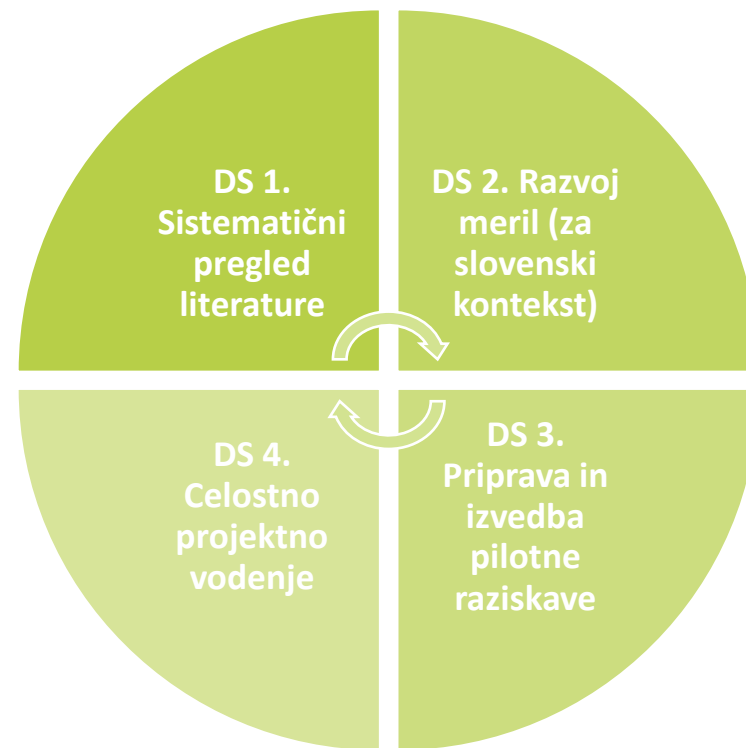 DS 1.
Sistematični
pregled
literature
DS 2. Razvoj
meril (za
slovenski
kontekst)
DS 3.
Priprava in
izvedba
pilotne
raziskave
DS 4.
Celostno
projektno
vodenje